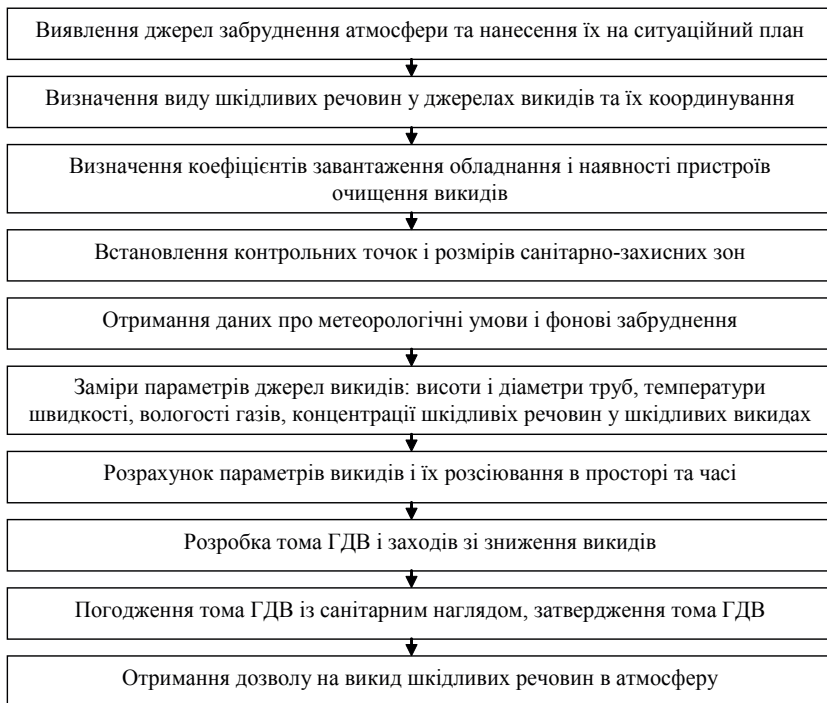 Виявлення джерел забруднення атмосфери та нанесення їх на ситуаційний план
Визначення виду шкідливих речовин у джерелах викидів та їх координування
Визначення коефіцієнтів завантаження обладнання і наявності пристроїв
очищення викидів
Встановлення контрольних точок і розмірів санітарно-захисних зон
Отримання даних про метеорологічні умови і фонові забруднення
Заміри параметрів джерел викидів: висоти і діаметри труб, температури
швидкості, вологості газів, концентрації шкідливіх речовин у шкідливих викидах
Розрахунок параметрів викидів і їх розсіювання в просторі та часі
Розробка тома ГДВ і заходів зі зниження викидів
Погодження тома ГДВ із санітарним наглядом, затвердження тома ГДВ
Отримання дозволу на викид шкідливих речовин в атмосферу